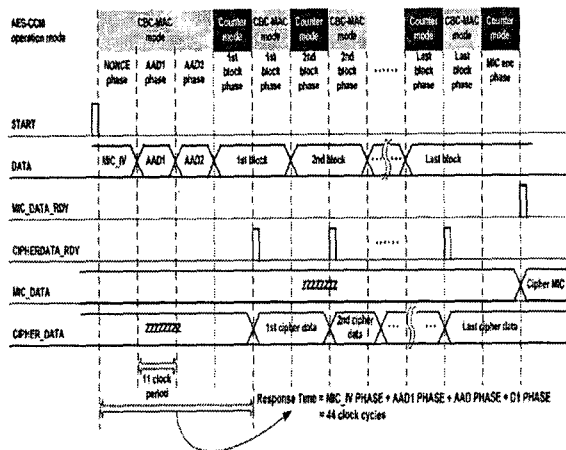 AES-CCM operation mode
CBC-MAC mode
Counter mode
CBC-MAC mode
Counter mode
CBC-MAC mode
Counter mode
CBC-MAC mode
Counter mode
NONCE phase
AAD1 phase
AAD2 phase
1st block phase
1st block phase
2nd block phase
2nd block phase
......
Last block phase
Last block phase
MIC enc phase
START
DATA
MIC_IV
AAD1
AAD2
1st block
2nd block
Last block
MIC_DATA_RDY
CIPHERDATA_RDY
......
MIC_DATA
ZZZZZZZZ
Cipher MIC
CIPHER_DATA
ZZZZZZZZ
1st cipher data
2nd cipher data
Last cipher data
11 clock period
Response Time = MIC_IV PHASE + AAD1 PHASE + AAD PHASE + D1 PHASE
= 44 clock cycles